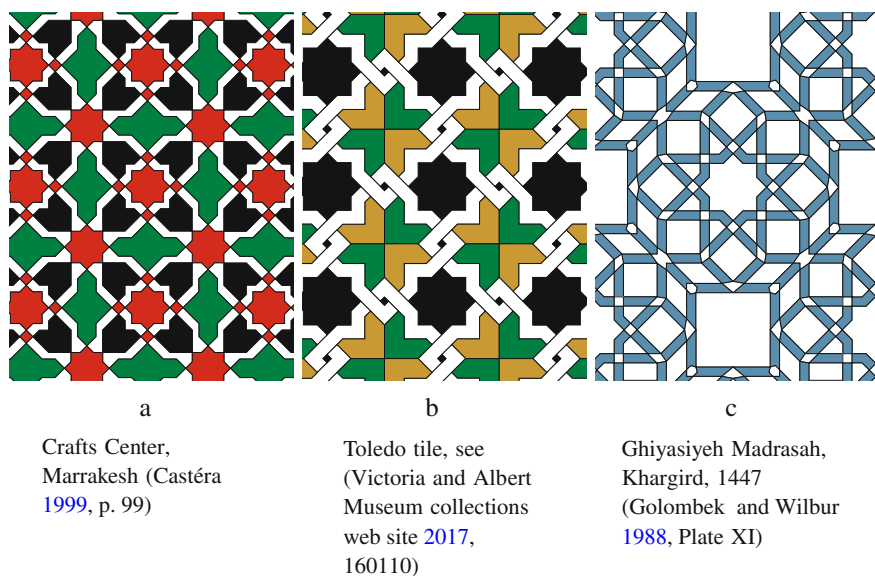 a
b
c
Crafts Center,
Marrakesh (Castéra
1999, p. 99)
Toledo tile, see
(Victoria and Albert
Museum collections
web site 2017,
160110)
Ghiyasiyeh Madrasah,
Khargird, 1447
(Golombek and Wilbur
1988, Plate XI)